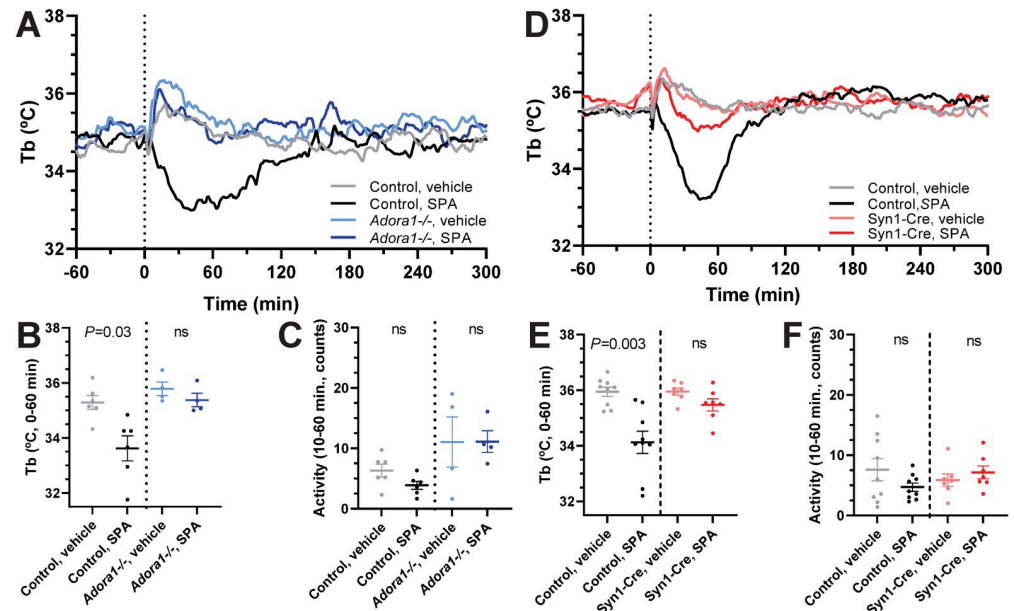 A
38
36
34
32
Tb (ºC)
-60 0 60 120 180 240 300
Time (min)
Control, vehicle
Control, SPA
Adora1-/-, vehicle
Adora1-/-, SPA
D
38
36
34
32
Tb (ºC)
-60 0 60 120 180 240 300
Time (min)
Control, vehicle
Control,SPA
Syn1-Cre, vehicle
Syn1-Cre, SPA
B
38
36
34
32
Tb (ºC, 0-60 min)
P=0.03
ns
Control, vehicle
Control, SPA
Adora1-/-, vehicle
Adora1-/-, SPA
C
30
20
10
0
Activity (10-60 min., counts)
ns
ns
Control, vehicle
Control, SPA
Adora1-/-, vehicle
Adora1-/-, SPA
E
38
36
34
32
Tb (ºC, 0-60 min)
P=0.003
ns
Control, vehicle
Control, SPA
Syn1-Cre, vehicle
Syn1-Cre, SPA
F
30
20
10
0
Activity (10-60 min., counts)
ns
ns
Control, vehicle
Control, SPA
Syn1-Cre, vehicle
Syn1-Cre, SPA